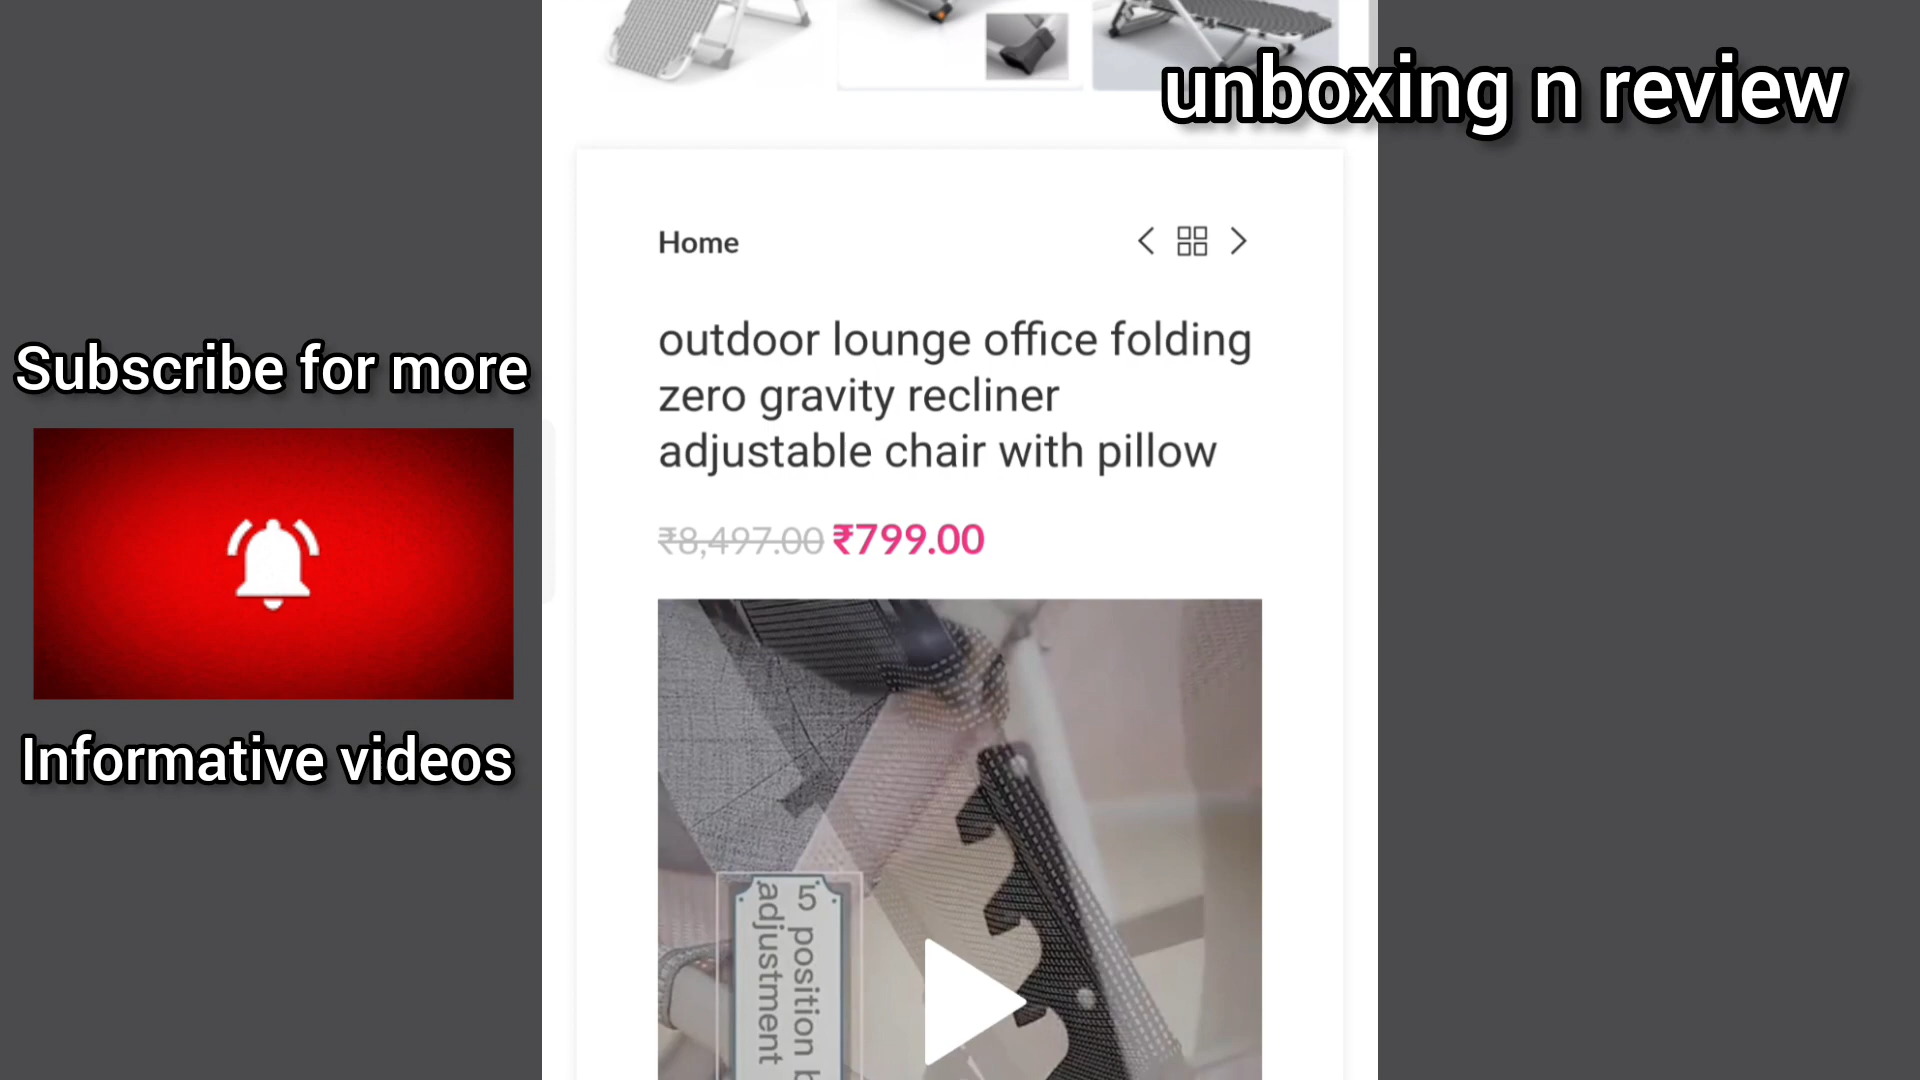 unboxing n review
Home
outdoor lounge office folding
zero gravity recliner
adjustable chair with pillow
₹8,497.00 ₹799.00
Subscribe for more
Informative videos
5 position
adjustment